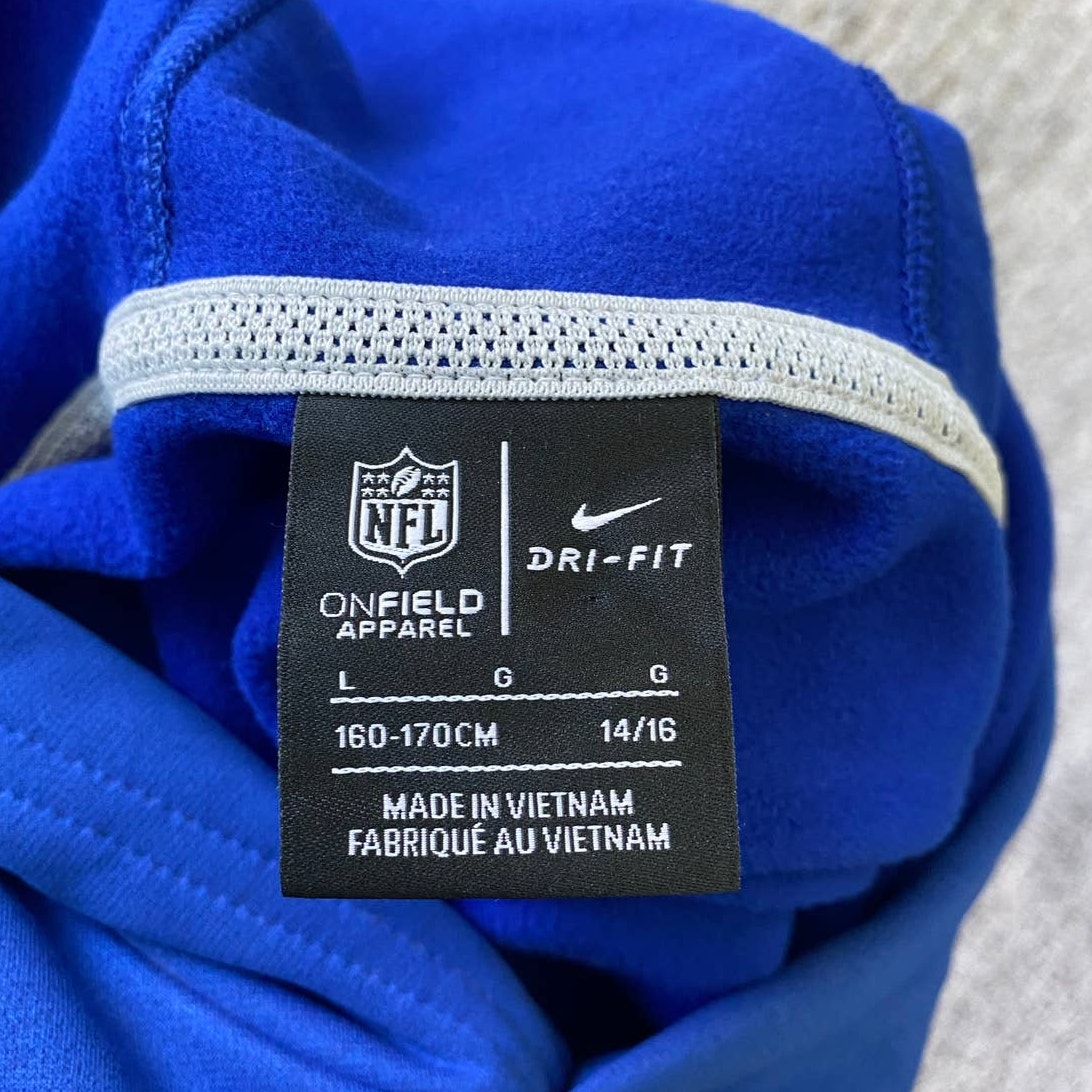 NFL
ONFIELD
APPAREL
DRI-FIT
L G G
160-170CM 14/16
MADE IN VIETNAM
FABRIQUÉ AU VIETNAM